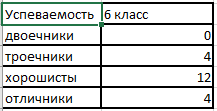 Успеваемость 6 класс
двоечники 0
троечники 4
хорошисты 12
отличники 4